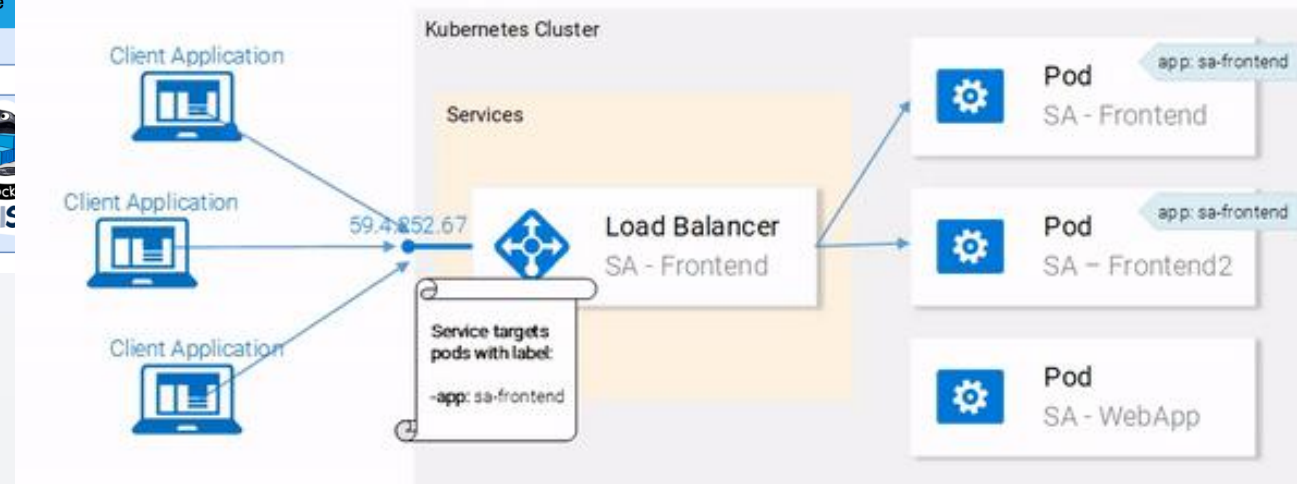 Kubernetes Cluster
Client Application
Services
Client Application
59.4.252.67
Client Application
Load Balancer
SA - Frontend
Service targets
pods with label:
-app: sa-frontend
app: sa-frontend
Pod
SA - Frontend
app: sa-frontend
Pod
SA – Frontend2
Pod
SA - WebApp